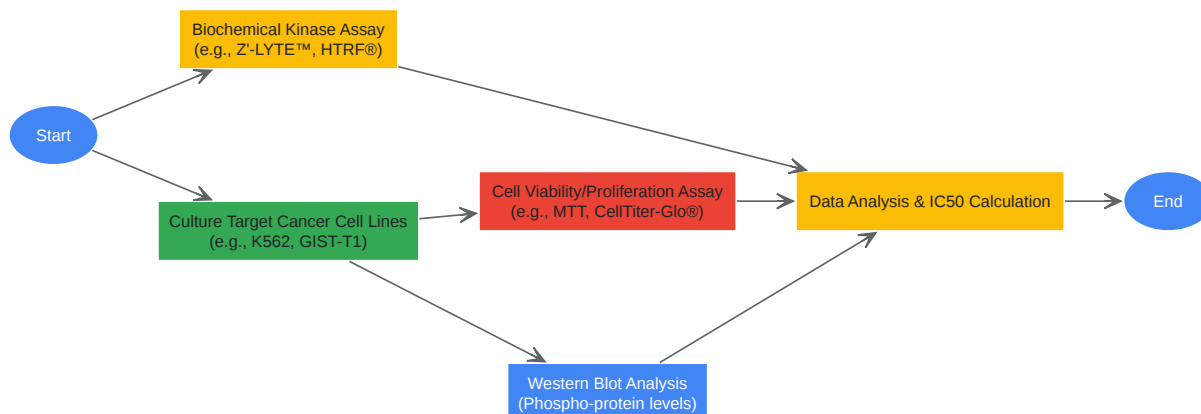 Biochemical Kinase Assay
(e.g., Z'-LYTE™, HTRF®)
Start
Culture Target Cancer Cell Lines
(e.g., K562, GIST-T1)
Cell Viability/Proliferation Assay
(e.g., MTT, CellTiter-Glo®)
Data Analysis & IC50 Calculation
End
Western Blot Analysis
(Phospho-protein levels)